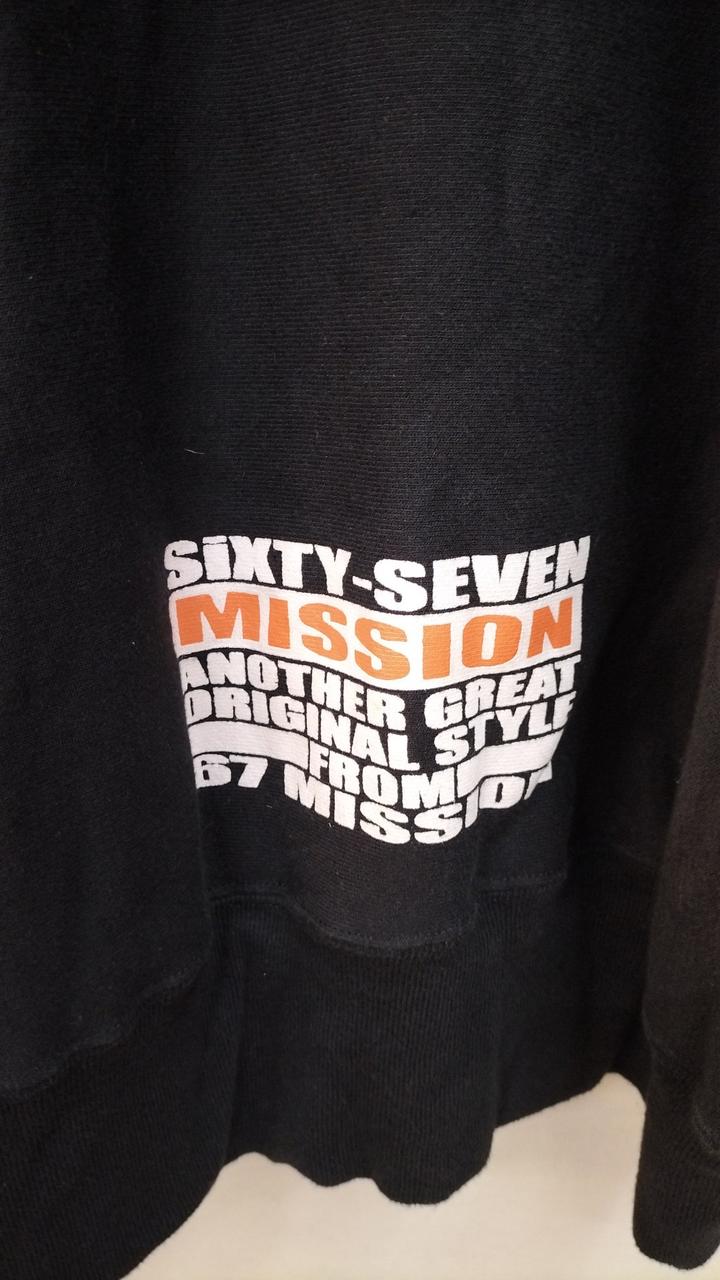 SiXTY-SEVEN
MISSION
ANOTHER GREAT
ORIGINAL STYLE
FROM
67 MISSION